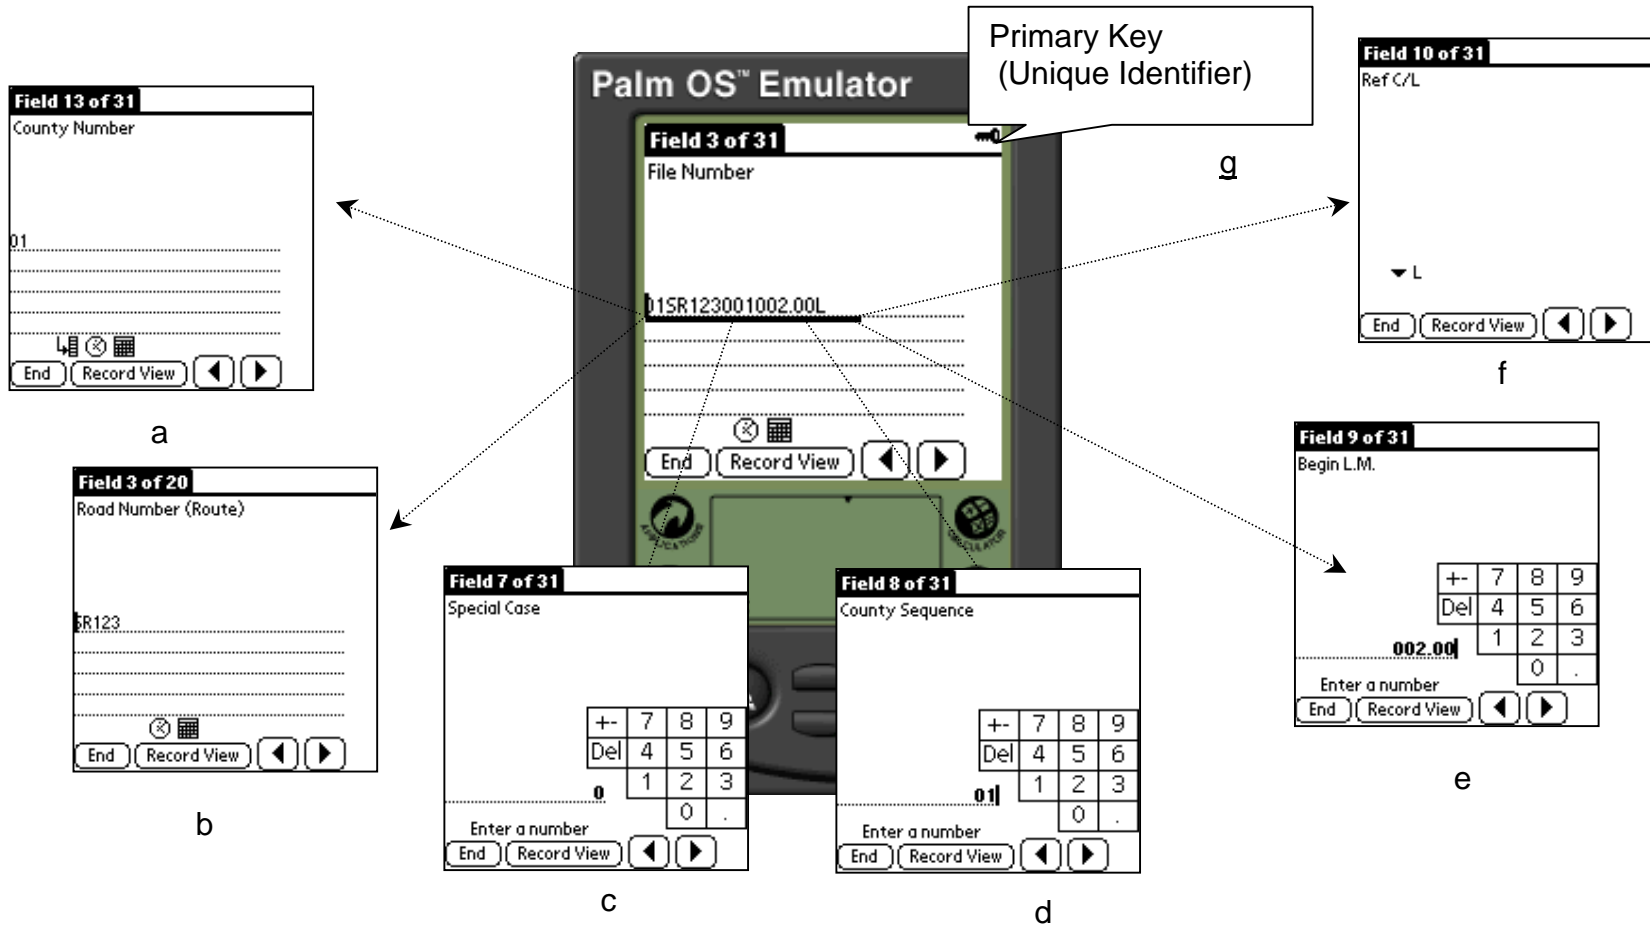 Primary Key
(Unique Identifier)
Palm OS™ Emulator
Field 3 of 31
File Number
01SR123001002.00L
End Record View
APPLICATIONS
CALCULATOR
g
Field 13 of 31
County Number
01
End Record View
a
Field 3 of 20
Road Number (Route)
SR123
End Record View
b
Field 7 of 31
Special Case
+- 7 8 9
Del 4 5 6
1 2 3
0
0 .
Enter a number
End Record View
c
Field 8 of 31
County Sequence
+- 7 8 9
Del 4 5 6
1 2 3
01
0 .
Enter a number
End Record View
d
Field 9 of 31
Begin L.M.
+- 7 8 9
Del 4 5 6
1 2 3
002.00
0 .
Enter a number
End Record View
e
Field 10 of 31
Ref C/L
L
End Record View
f